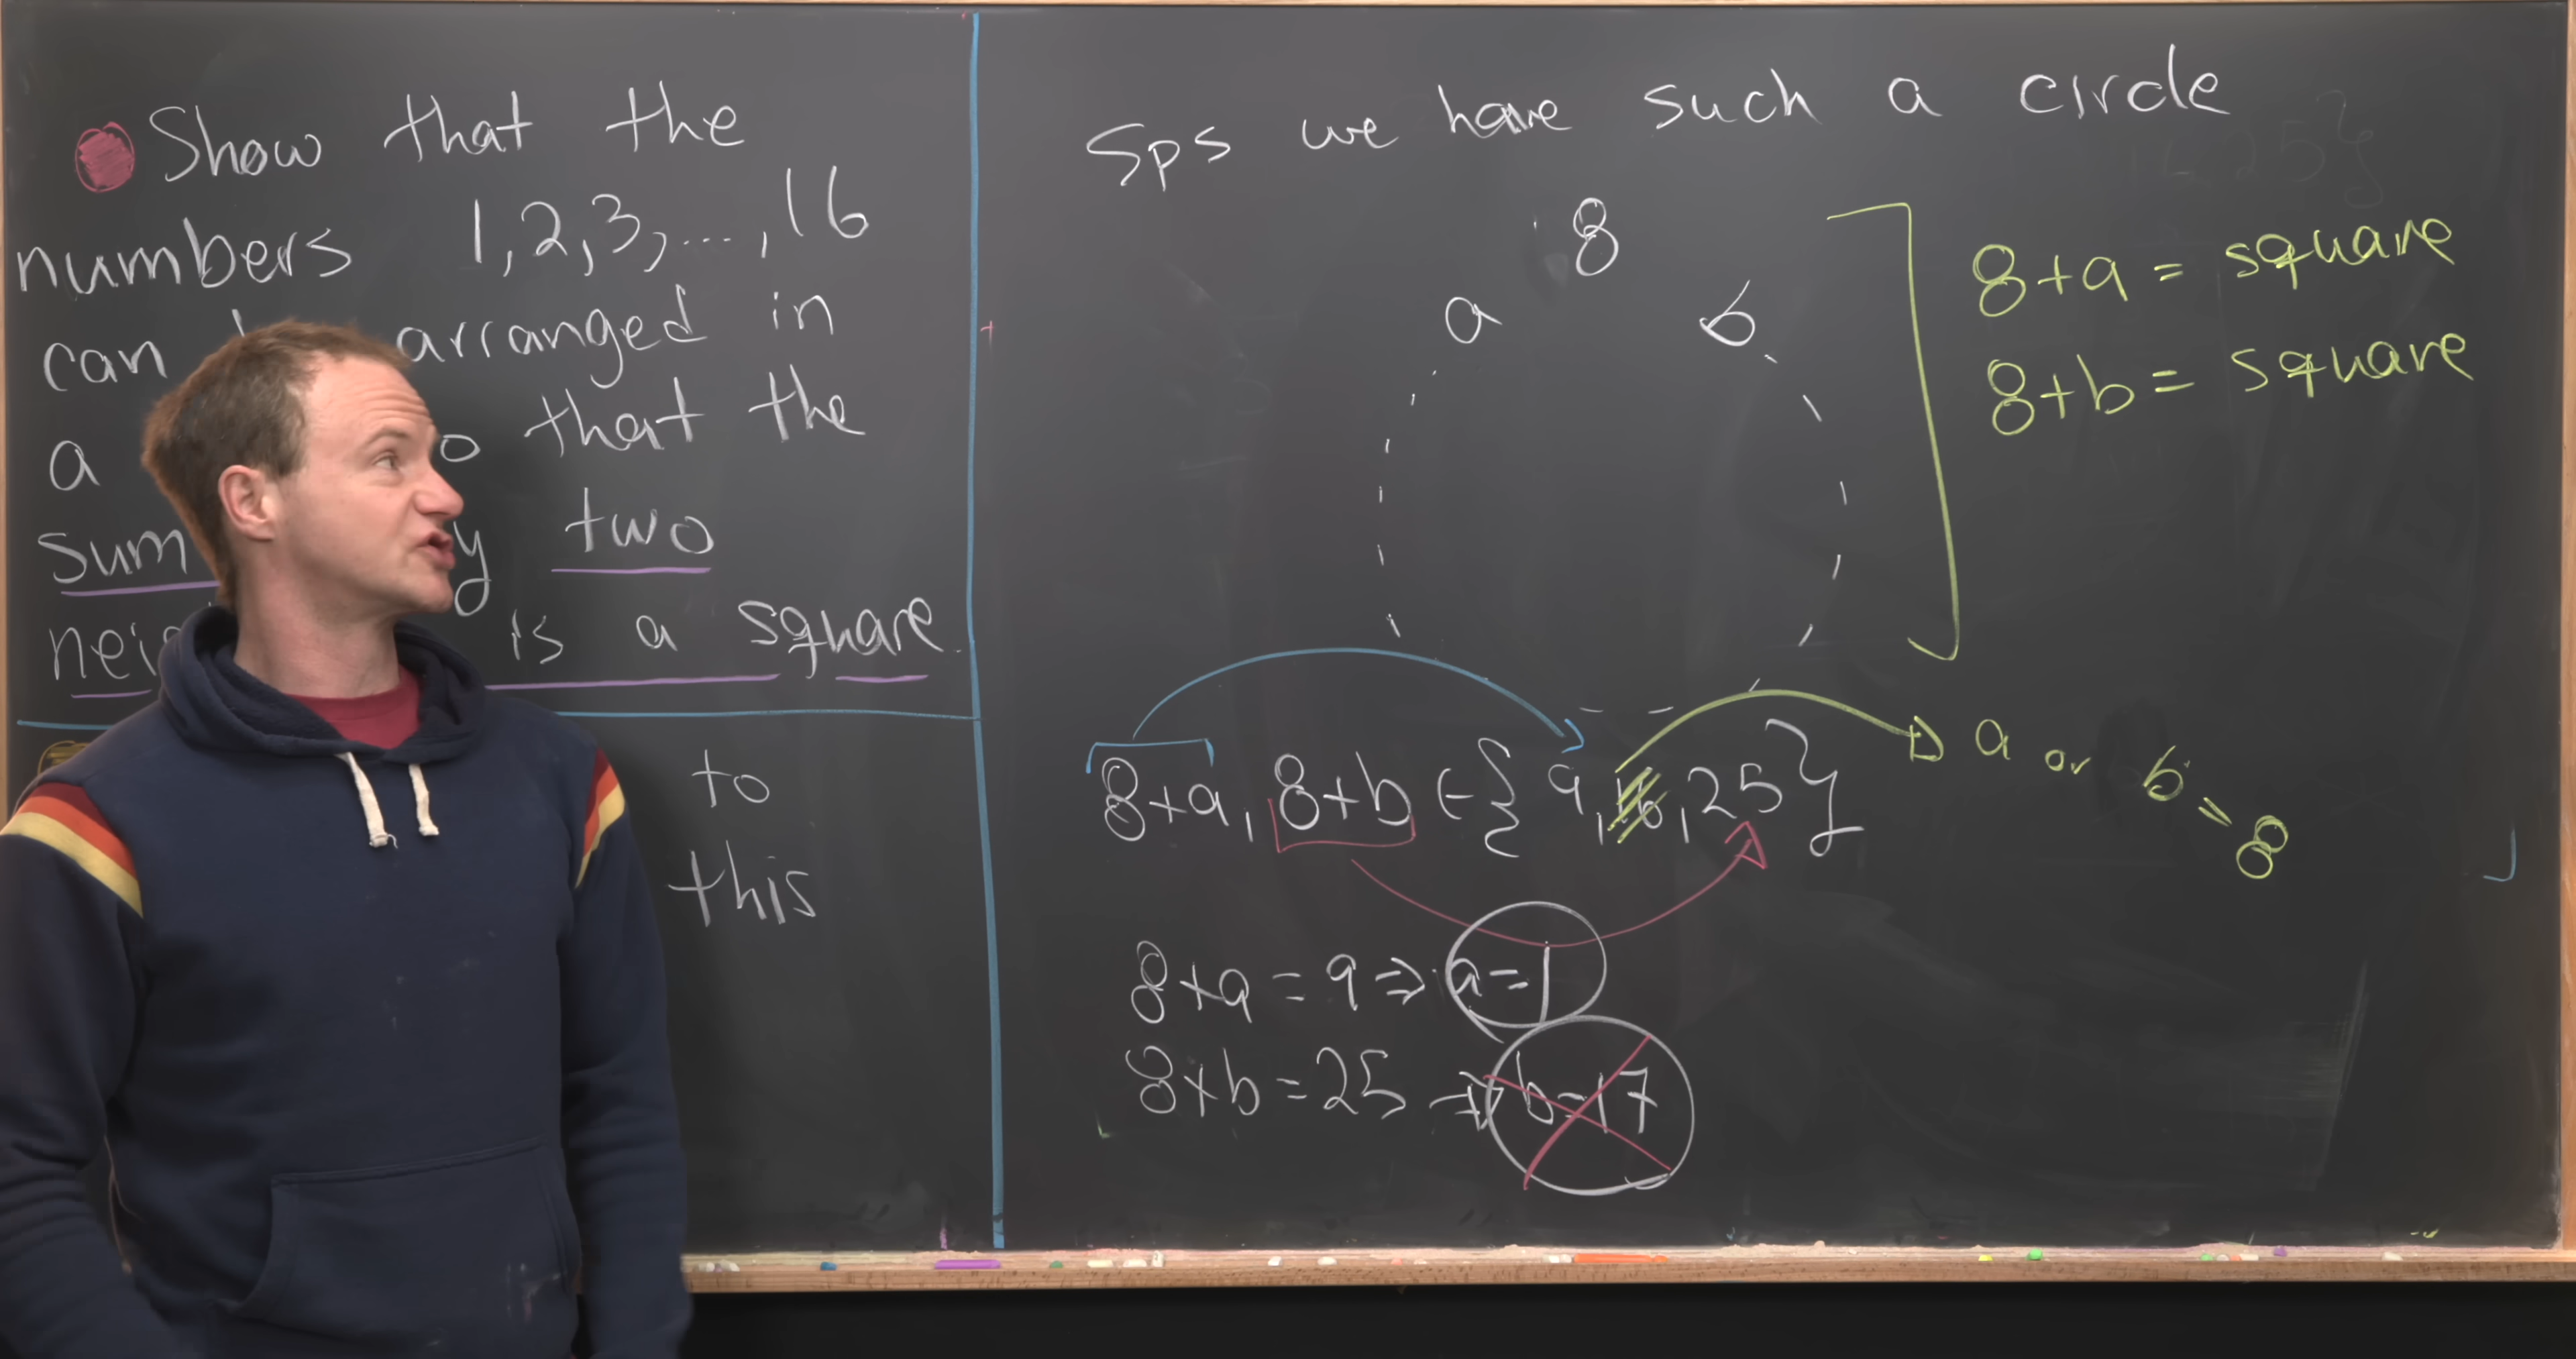 Show that the
numbers 1,2,3,...,16
can arranged in
a that the
sum two
is a square
to
this
Sps we have such a circle
8
a b
8+a = square
8+b = square
8+a, 8+b ∈ { 9, 16, 25}
a or b = 8
8+a = 9 ⇒ a=1
8+b = 25 ⇒ b=17